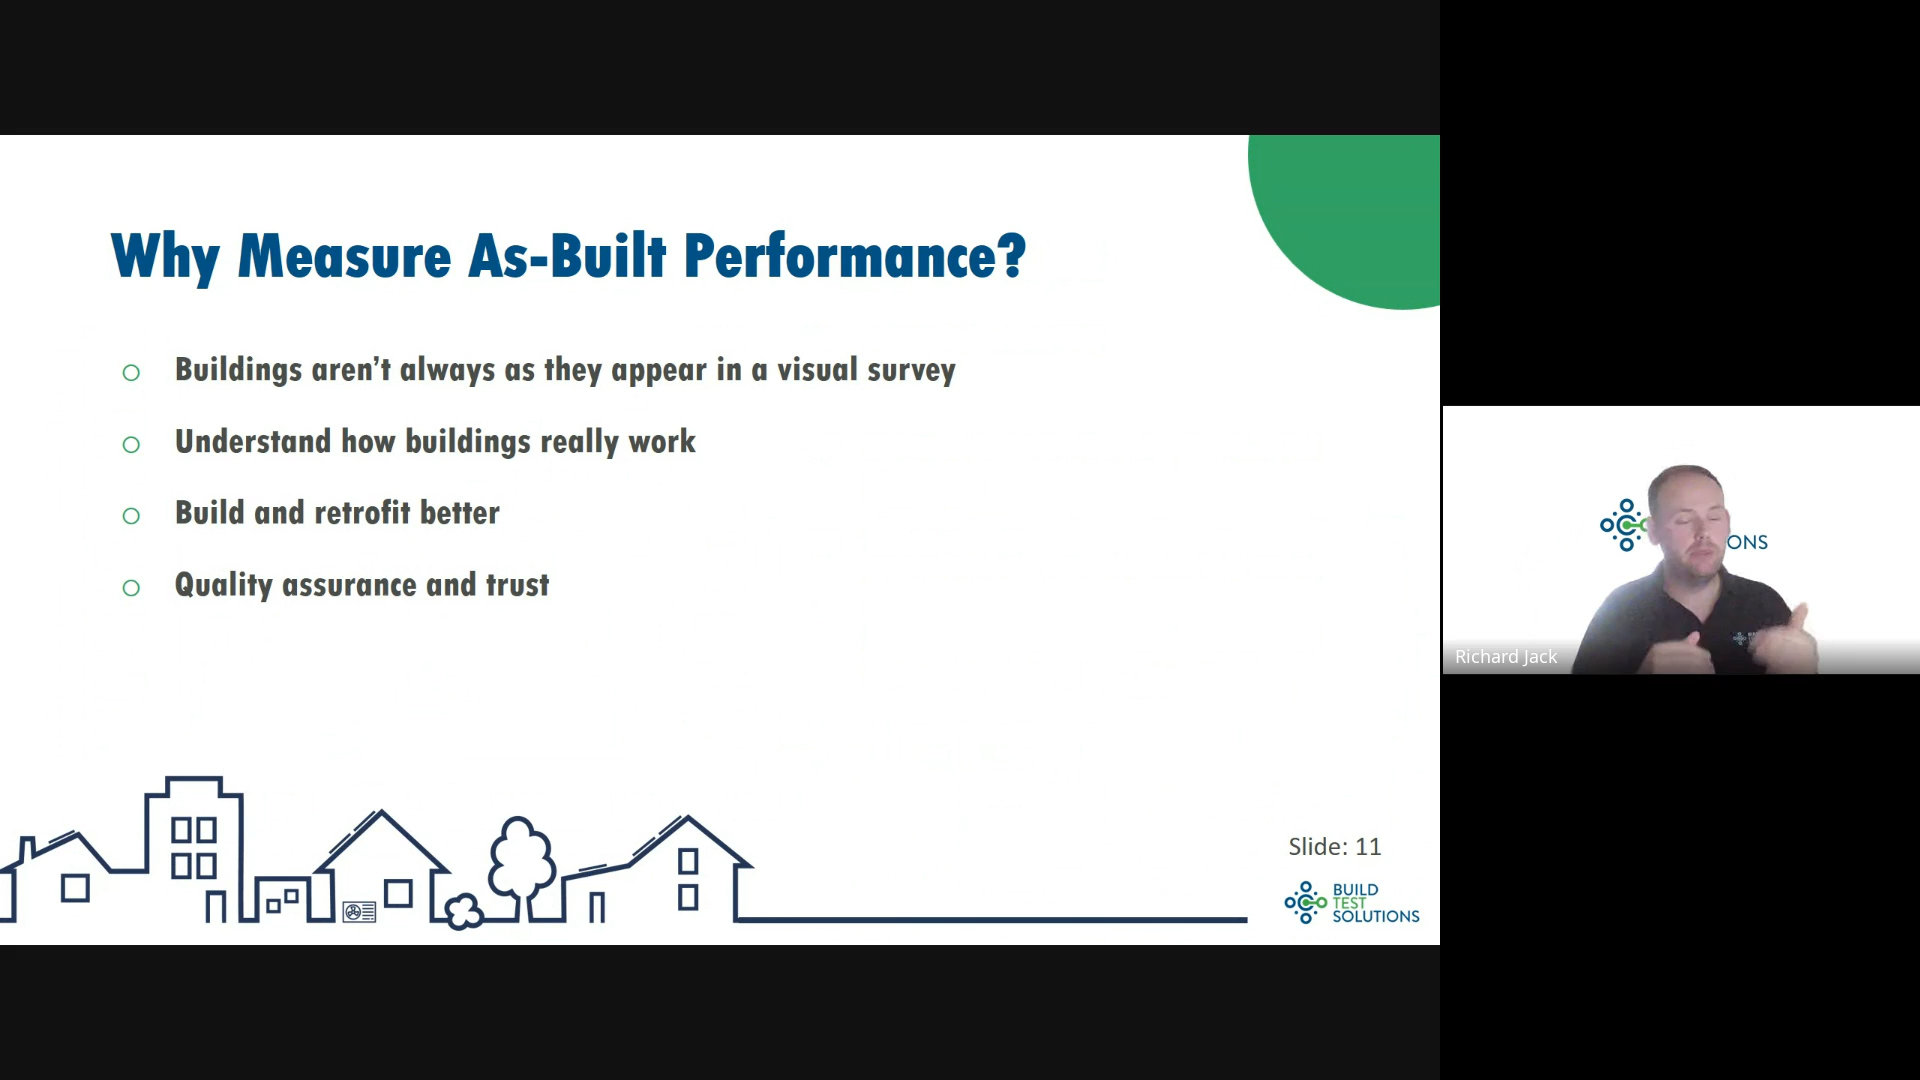 Why Measure As-Built Performance?
Buildings aren’t always as they appear in a visual survey
Understand how buildings really work
Build and retrofit better
Quality assurance and trust
Slide: 11
BUILD
TEST
SOLUTIONS
ONS
Richard Jack